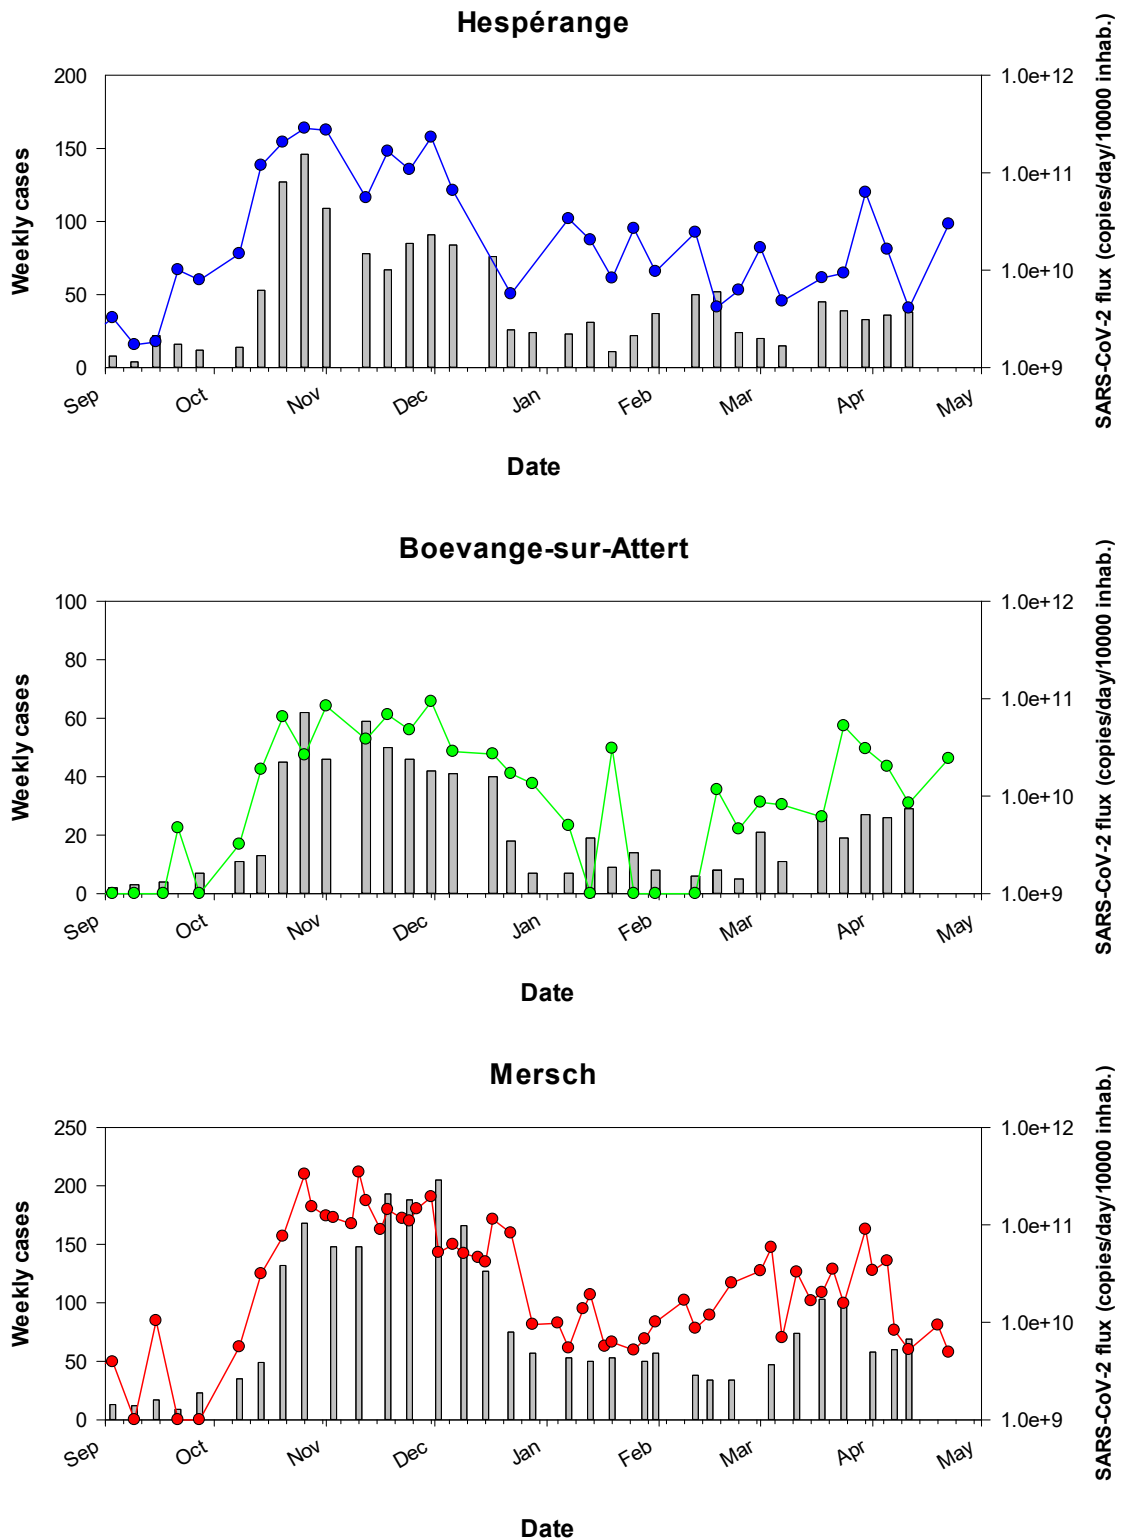 Hespérange
Weekly cases
200
150
100
50
0
1.0e+12
1.0e+11
1.0e+10
1.0e+9
SARS-CoV-2 flux (copies/day/10000 inhab.)
Sep
Oct
Nov
Dec
Jan
Feb
Mar
Apr
May
Date
Boevange-sur-Attert
Weekly cases
100
80
60
40
20
0
1.0e+12
1.0e+11
1.0e+10
1.0e+9
SARS-CoV-2 flux (copies/day/10000 inhab.)
Sep
Oct
Nov
Dec
Jan
Feb
Mar
Apr
May
Date
Mersch
Weekly cases
250
200
150
100
50
0
1.0e+12
1.0e+11
1.0e+10
1.0e+9
SARS-CoV-2 flux (copies/day/10000 inhab.)
Sep
Oct
Nov
Dec
Jan
Feb
Mar
Apr
May
Date